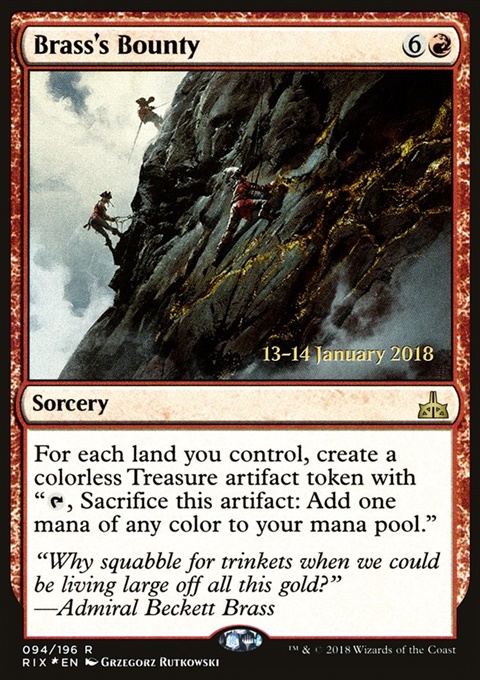 Brass's Bounty 6
13-14 January 2018
Sorcery
For each land you control, create a
colorless Treasure artifact token with
“, Sacrifice this artifact: Add one
mana of any color to your mana pool.”
“Why squabble for trinkets when we could
be living large off all this gold?”
—Admiral Beckett Brass
094/196 R
RIX★EN Grzegorz Rutkowski
™ & © 2018 Wizards of the Coast